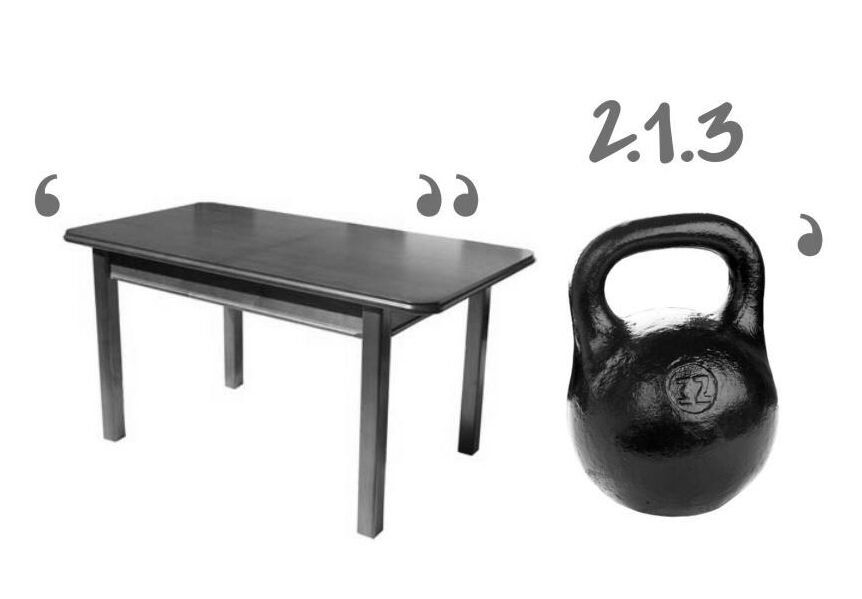 ‘ ’’
2.1.3
’
32